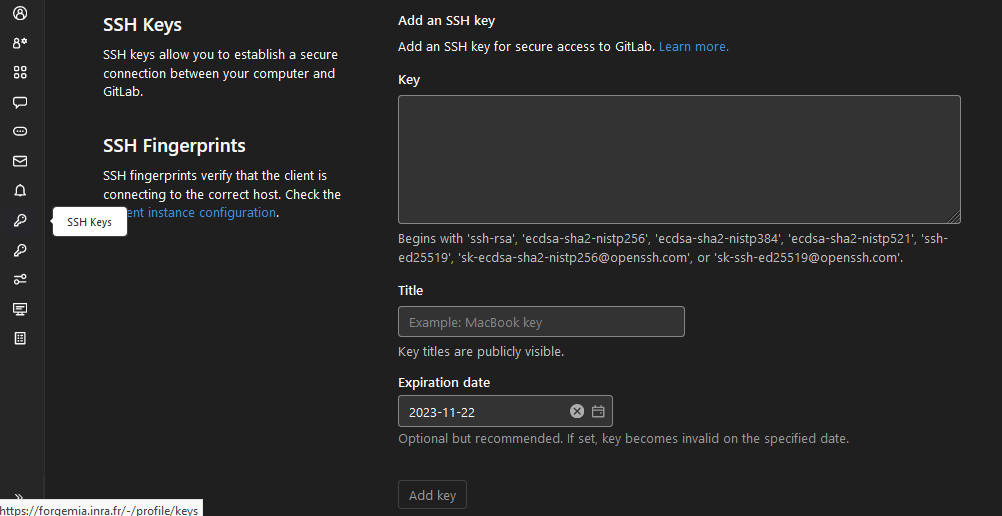 SSH Keys
SSH keys allow you to establish a secure
connection between your computer and
GitLab.
SSH Fingerprints
SSH fingerprints verify that the client is
connecting to the correct host. Check the
ent instance configuration.
SSH Keys
Add an SSH key
Add an SSH key for secure access to GitLab. Learn more.
Key
Begins with 'ssh-rsa', 'ecdsa-sha2-nistp256', 'ecdsa-sha2-nistp384', 'ecdsa-sha2-nistp521', 'ssh-
ed25519', 'sk-ecdsa-sha2-nistp256@openssh.com', or 'sk-ssh-ed25519@openssh.com'.
Title
Example: MacBook key
Key titles are publicly visible.
Expiration date
2023-11-22
Optional but recommended. If set, key becomes invalid on the specified date.
Add key
https://forgemia.inra.fr/-/profile/keys